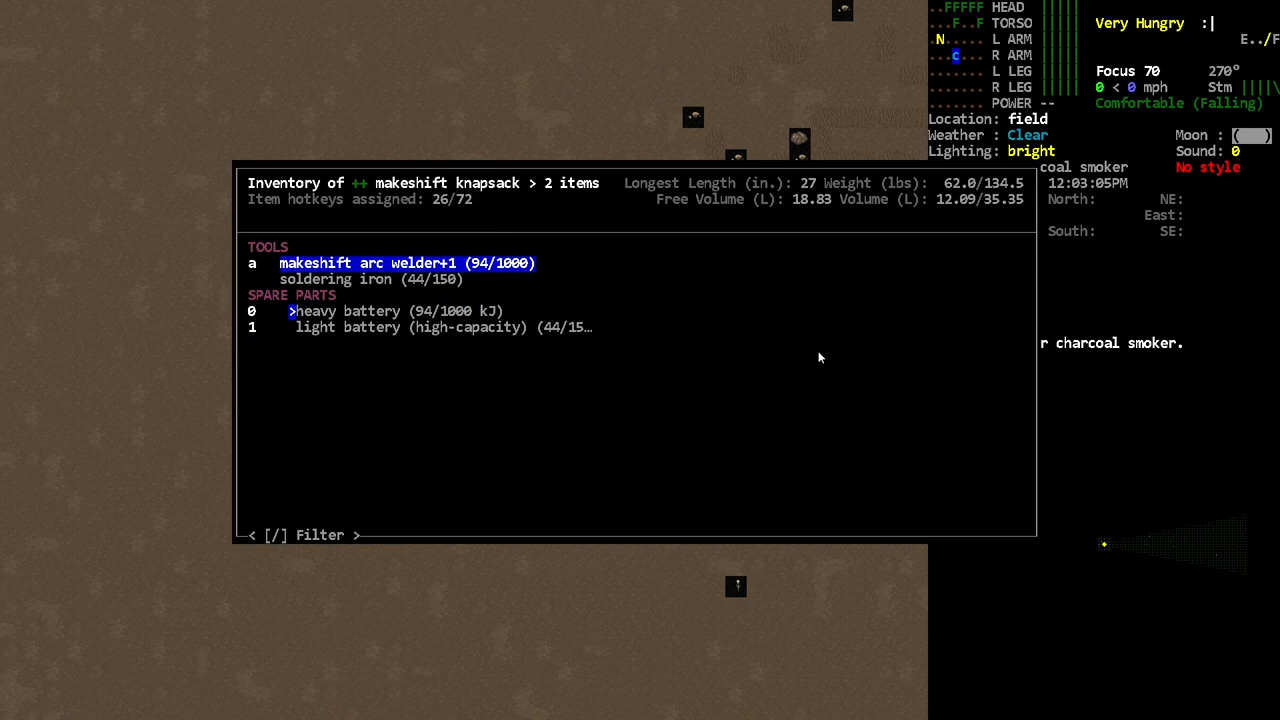 ..FFFFF HEAD |||||
...F..F TORSO ||||| Very Hungry :|
.N..... L ARM ||||| E../F
...c... R ARM |||||
....... L LEG ||||| Focus 70 270°
....... R LEG ||||| 0 < 0 mph Stm ||||\
....... POWER -- Comfortable (Falling)
Location: field
Weather : Clear Moon : (   )
Lighting: bright Sound: 0
coal smoker No style
12:03:05PM
North: NE:
East:
South: SE:
r charcoal smoker.
Inventory of ++ makeshift knapsack > 2 items Longest Length (in.): 27 Weight (lbs): 62.0/134.5
Item hotkeys assigned: 26/72 Free Volume (L): 18.83 Volume (L): 12.09/35.35
TOOLS
a makeshift arc welder+1 (94/1000)
soldering iron (44/150)
SPARE PARTS
0 >heavy battery (94/1000 kJ)
1 light battery (high-capacity) (44/15…
< [/] Filter >